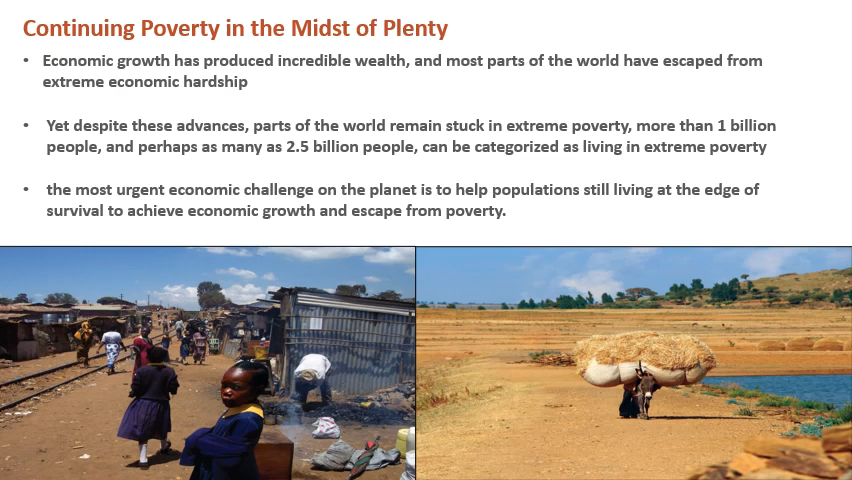 Continuing Poverty in the Midst of Plenty
• Economic growth has produced incredible wealth, and most parts of the world have escaped from
extreme economic hardship
• Yet despite these advances, parts of the world remain stuck in extreme poverty, more than 1 billion
people, and perhaps as many as 2.5 billion people, can be categorized as living in extreme poverty
• the most urgent economic challenge on the planet is to help populations still living at the edge of
survival to achieve economic growth and escape from poverty.